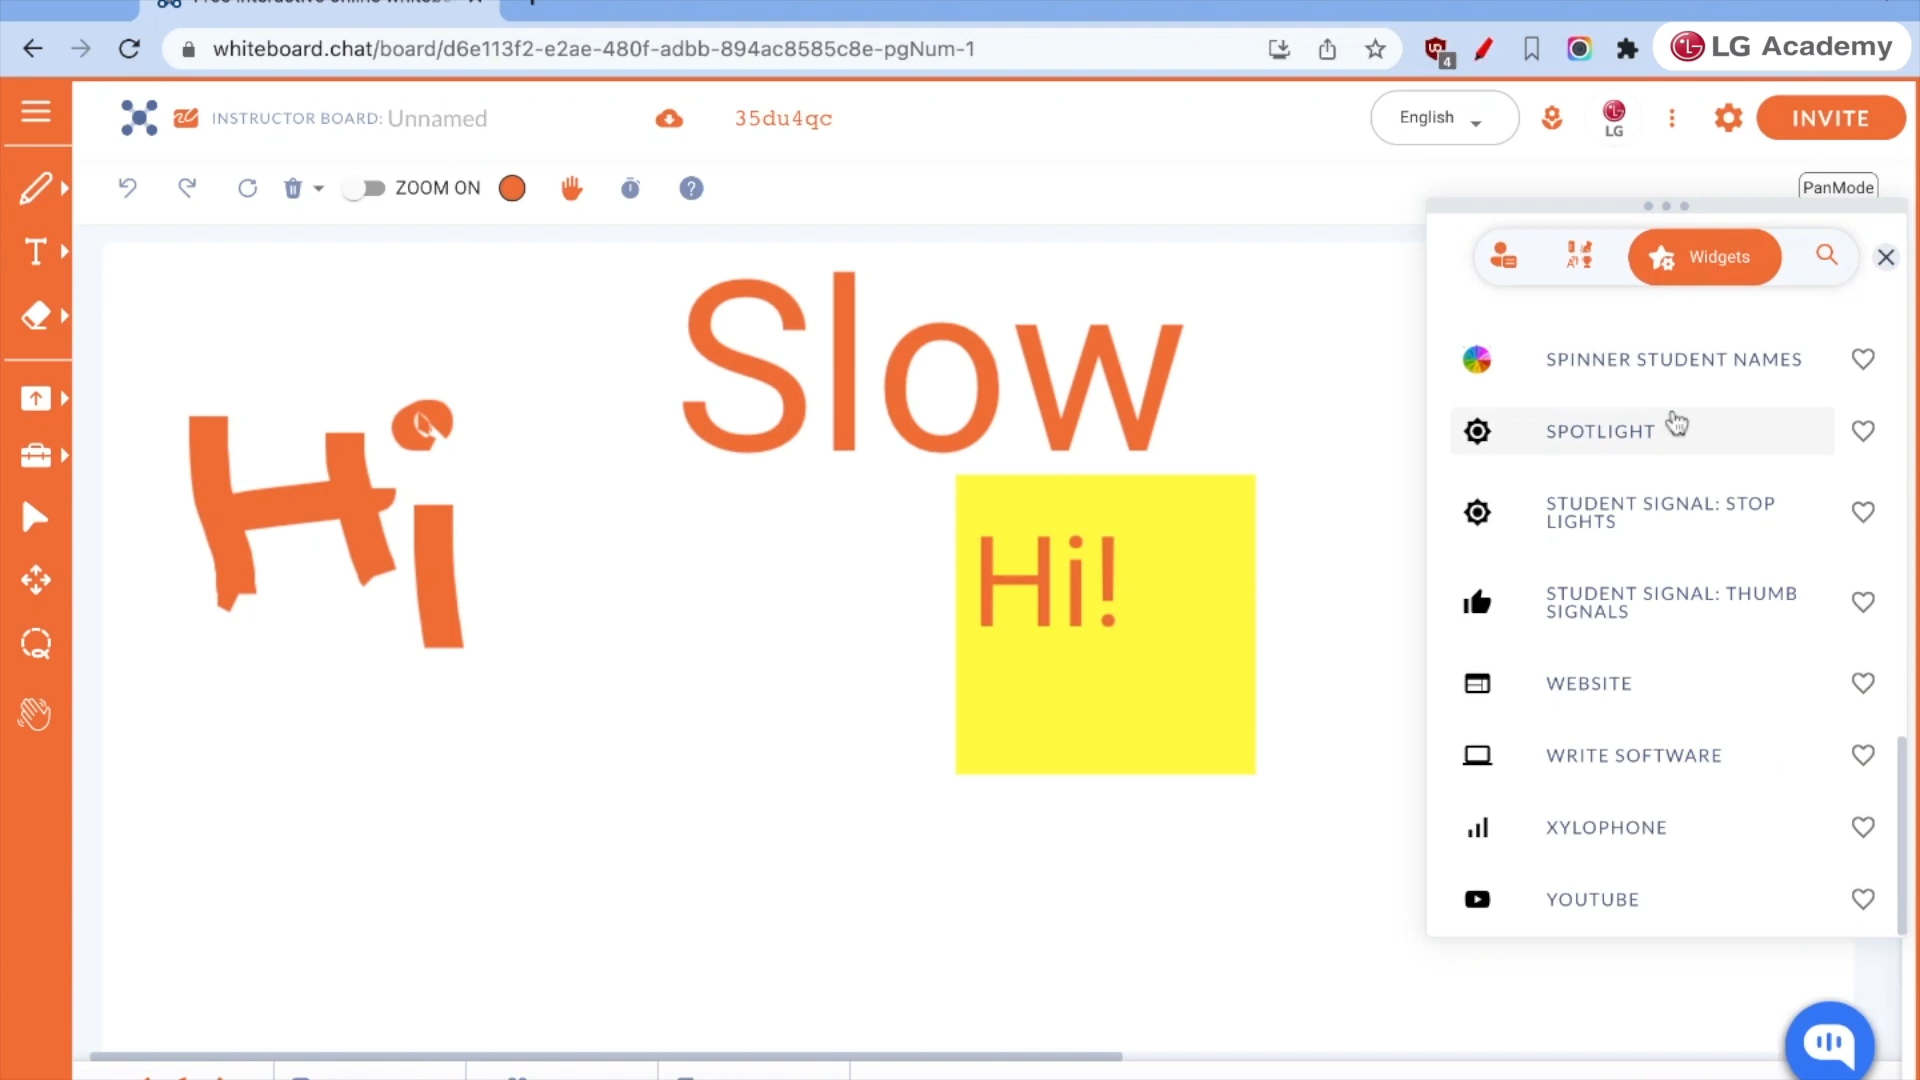 whiteboard.chat/board/d6e113f2-e2ae-480f-adbb-894ac8585c8e-pgNum-1
4
LG Academy
INSTRUCTOR BOARD: Unnamed
35du4qc
English
LG
INVITE
ZOOM ON
PanMode
Widgets
Slow
Hi
Hi!
SPINNER STUDENT NAMES
SPOTLIGHT
STUDENT SIGNAL: STOP
LIGHTS
STUDENT SIGNAL: THUMB
SIGNALS
WEBSITE
WRITE SOFTWARE
XYLOPHONE
YOUTUBE